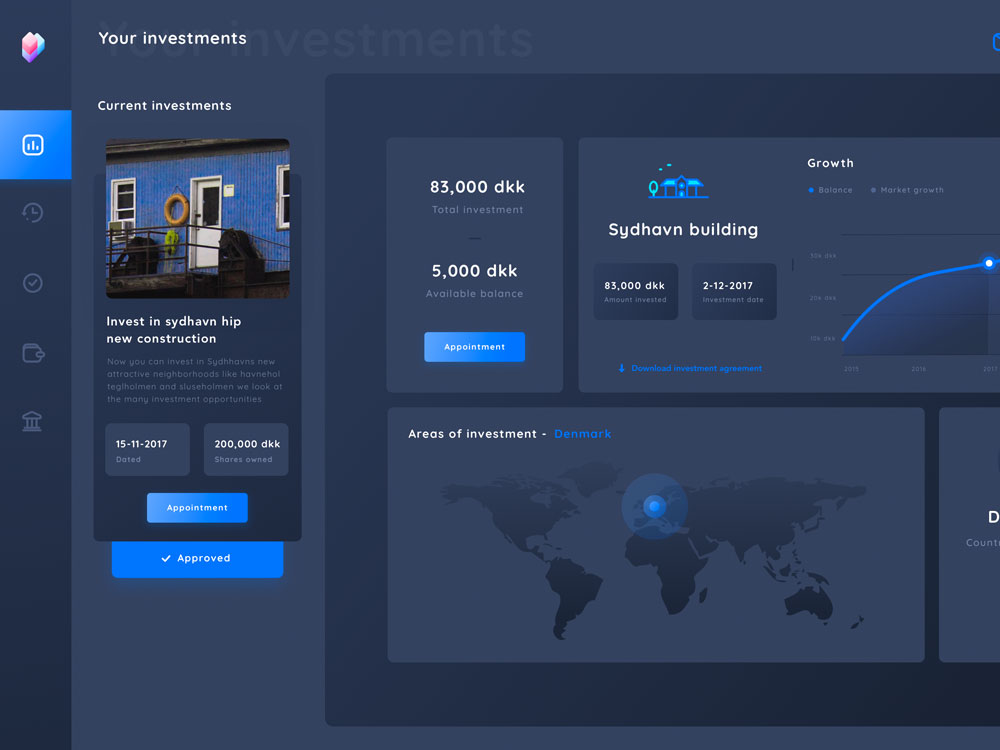 Your investments
Your investments
Current investments
Invest in sydhavn hip
new construction
Now you can invest in Sydhhavns new
attractive neighborhoods like havnehol
teglholmen and sluseholmen we look at
the many investment opportunities
15-11-2017
Dated
200,000 dkk
Shares owned
Appointment
Approved
83,000 dkk
Total investment
5,000 dkk
Available balance
Appointment
Sydhavn building
83,000 dkk
Amount invested
2-12-2017
Investment date
Download investment agreement
Growth
Balance
Market growth
30k dkk
20k dkk
10k dkk
2015
2016
2017
Areas of investment - Denmark
D
Count